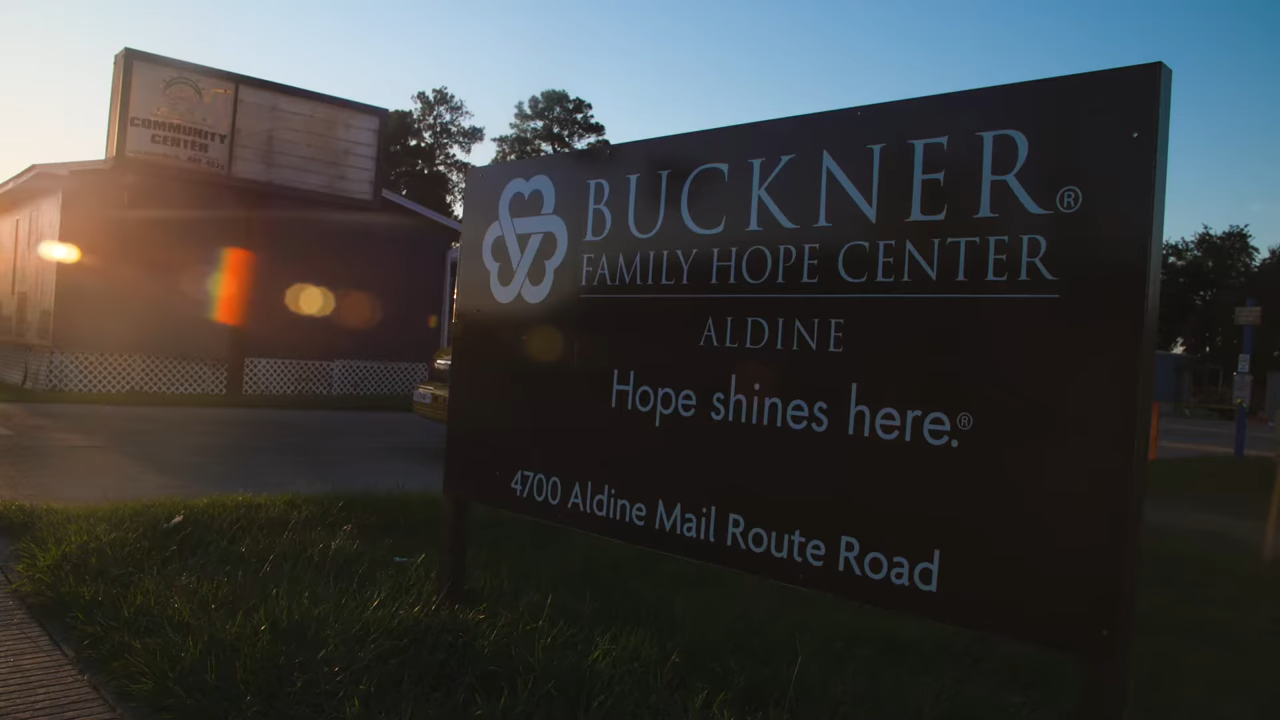 COMMUNITY
CENTER
BUCKNER®
FAMILY HOPE CENTER
ALDINE
Hope shines here.®
4700 Aldine Mail Route Road